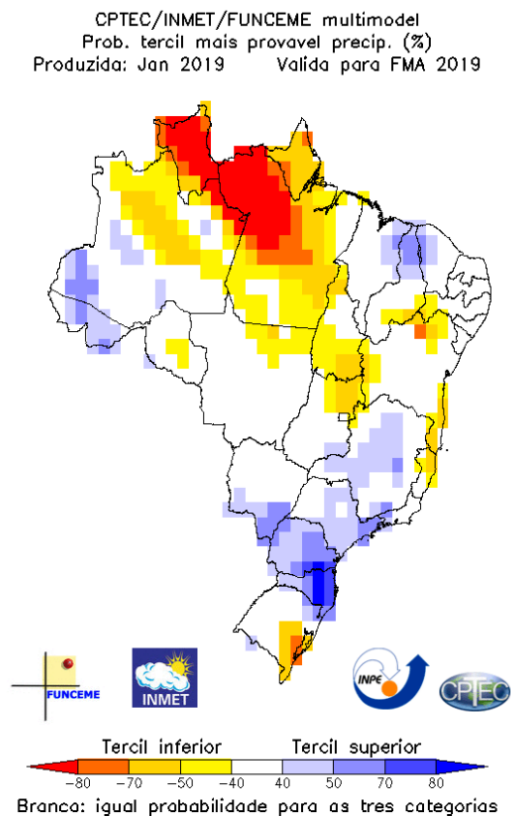 CPTEC/INMET/FUNCEME multimodel
Prob. tercil mais provavel precip. (%)
Produzida: Jan 2019 Valida para FMA 2019
FUNCEME
INMET
INPE
CPTEC
Tercil inferior Tercil superior
-80 -70 -50 -40 40 50 70 80
Branca: igual probabilidade para as tres categorias